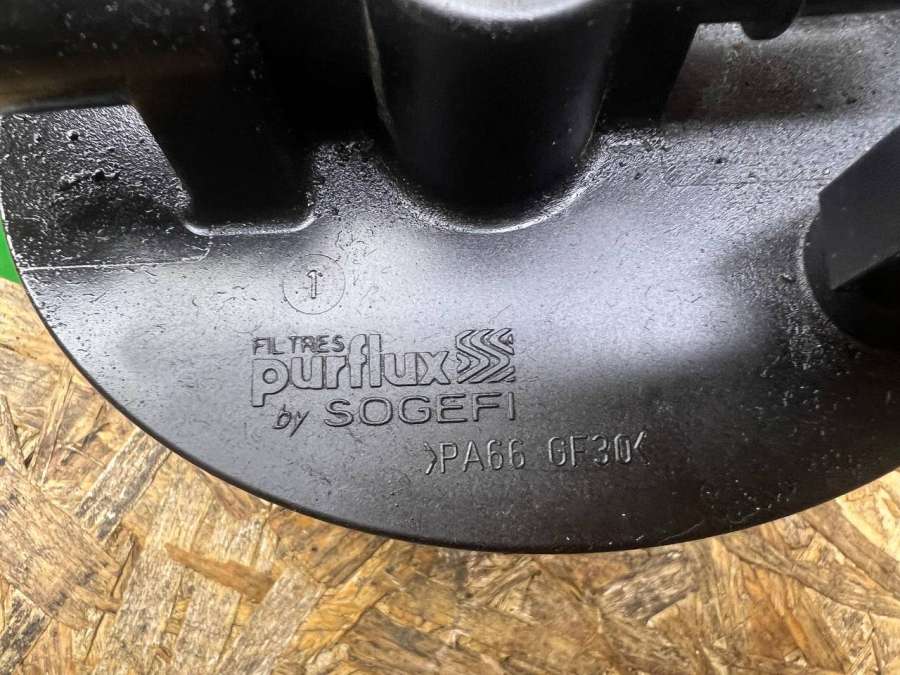 1
FILTRES
purflux
by SOGEFI
>PA66 GF30<